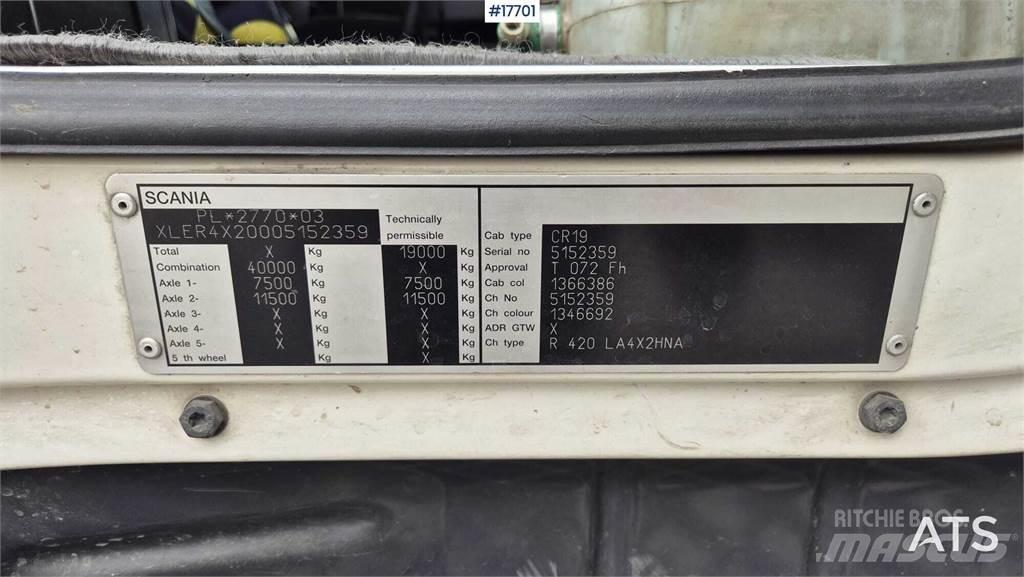 #17701
SCANIA
PL*2770*03
XLER4X20005152359
Technically permissible
Total X Kg 19000 Kg
Combination 40000 Kg X Kg
Axle 1- 7500 Kg 7500 Kg
Axle 2- 11500 Kg 11500 Kg
Axle 3- X Kg X Kg
Axle 4- X Kg X Kg
Axle 5- X Kg X Kg
5 th wheel Kg X Kg
Cab type CR19
Serial no 5152359
Approval T 072 Fh
Cab col 1366386
Ch No 5152359
Ch colour 1346692
ADR GTW X
Ch type R 420 LA4X2HNA
RITCHIE BROS
MASCUS
ATS